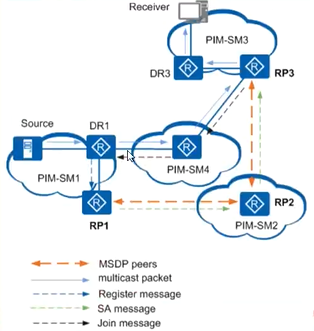 Receiver
PIM-SM3
DR3
RP3
Source
DR1
PIM-SM1
PIM-SM4
RP1
RP2
PIM-SM2
MSDP peers
multicast packet
Register message
SA message
Join message